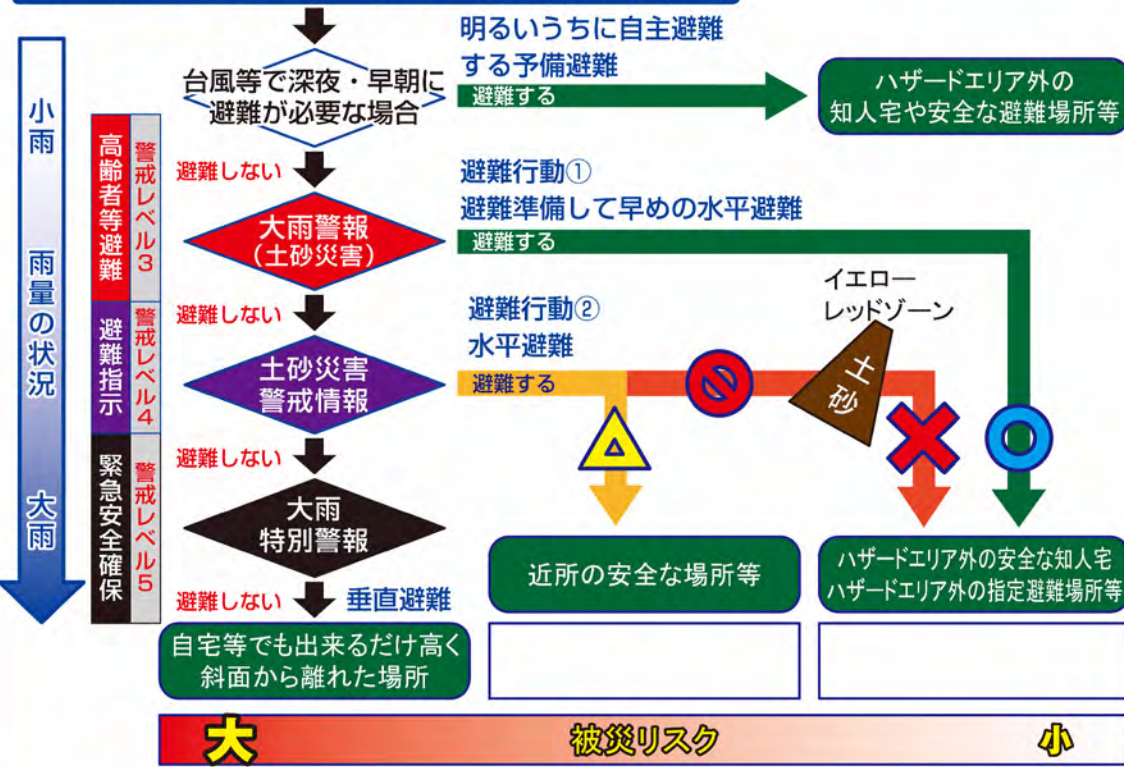 明るいうちに自主避難
する予備避難
避難する
台風等で深夜・早朝に
避難が必要な場合
ハザードエリア外の
知人宅や安全な避難場所等
小雨
雨量の状況
大雨
高齢者等避難
警戒レベル3
避難しない
大雨警報
(土砂災害)
避難行動①
避難準備して早めの水平避難
避難する
イエロー
レッドゾーン
土砂
避難指示
警戒レベル4
避難しない
土砂災害
警戒情報
避難行動②
水平避難
避難する
緊急安全確保
警戒レベル5
避難しない
大雨
特別警報
近所の安全な場所等
ハザードエリア外の安全な知人宅
ハザードエリア外の指定避難場所等
避難しない
垂直避難
自宅等でも出来るだけ高く
斜面から離れた場所
大
被災リスク
小